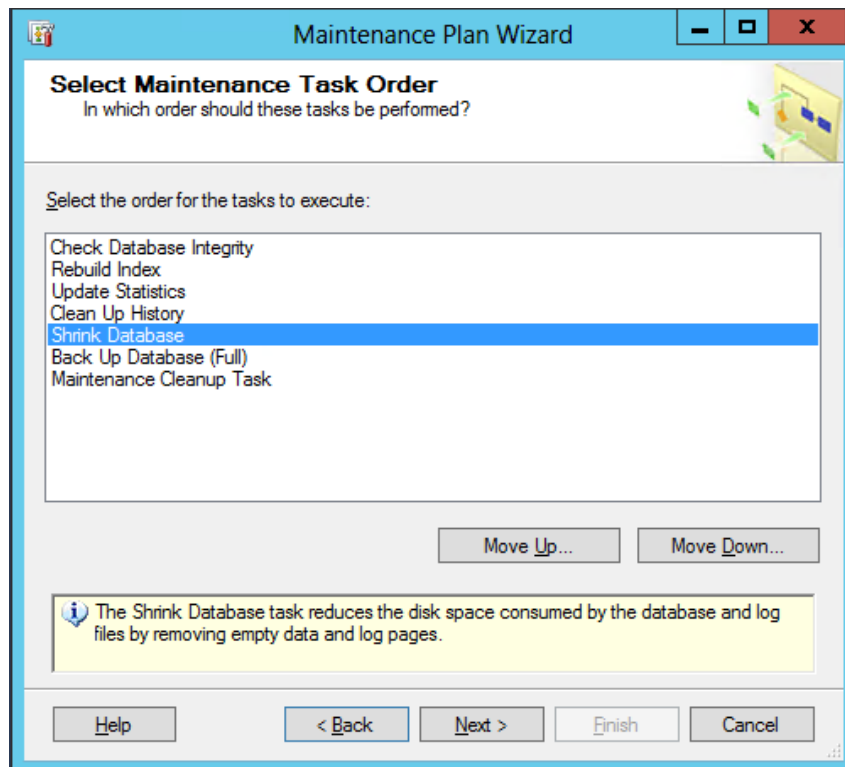 Maintenance Plan Wizard
Select Maintenance Task Order
In which order should these tasks be performed?
Select the order for the tasks to execute:
Check Database Integrity
Rebuild Index
Update Statistics
Clean Up History
Shrink Database
Back Up Database (Full)
Maintenance Cleanup Task
Move Up...
Move Down...
The Shrink Database task reduces the disk space consumed by the database and log
files by removing empty data and log pages.
Help
< Back
Next >
Finish
Cancel